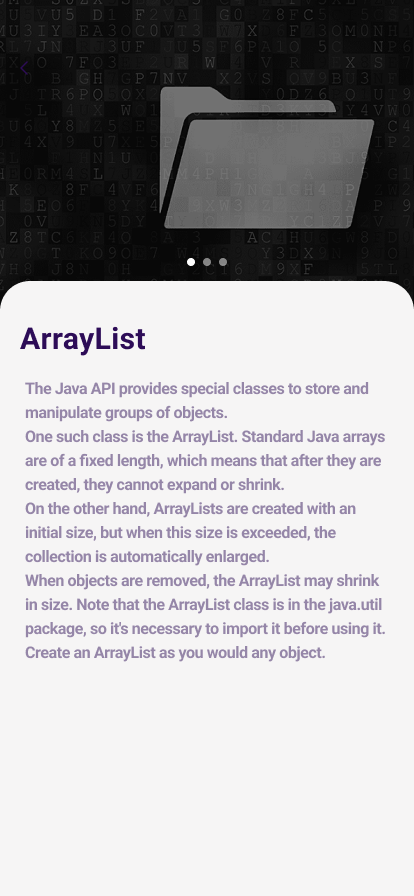 ArrayList
The Java API provides special classes to store and
manipulate groups of objects.
One such class is the ArrayList. Standard Java arrays
are of a fixed length, which means that after they are
created, they cannot expand or shrink.
On the other hand, ArrayLists are created with an
initial size, but when this size is exceeded, the
collection is automatically enlarged.
When objects are removed, the ArrayList may shrink
in size. Note that the ArrayList class is in the java.util
package, so it's necessary to import it before using it.
Create an ArrayList as you would any object.